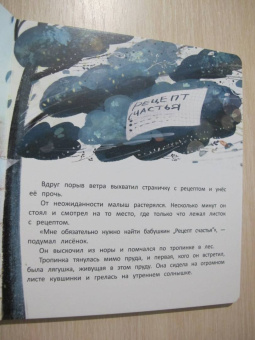 РЕЦЕПТ
СЧАСТЬЯ
Вдруг порыв ветра выхватил страничку с рецептом и унёс
её прочь.
От неожиданности малыш растерялся. Несколько минут он
стоял и смотрел на то место, где только что лежал листок
с рецептом.
«Мне обязательно нужно найти бабушкин „Рецепт счастья“», —
подумал лисёнок.
Он выскочил из норы и помчался по тропинке в лес.
Тропинка тянулась мимо пруда, и первая, кого он встретил,
была лягушка, живущая в этом пруду. Она сидела на огромном
листе кувшинки и грелась на утреннем солнышке.